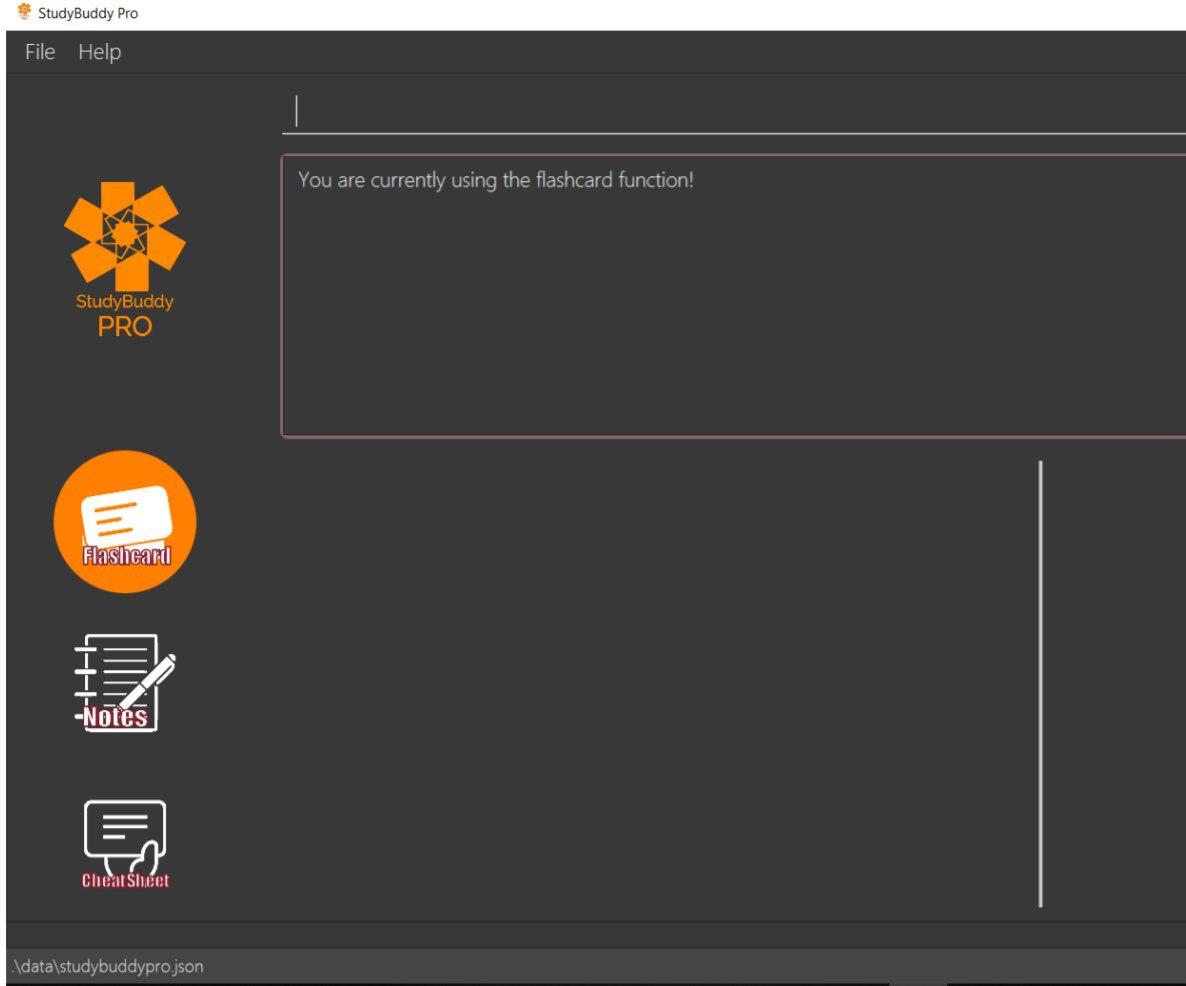 StudyBuddy Pro
File Help
You are currently using the flashcard function!
StudyBuddy
PRO
Flashcard
Notes
CheatSheet
.\data\studybuddypro.json